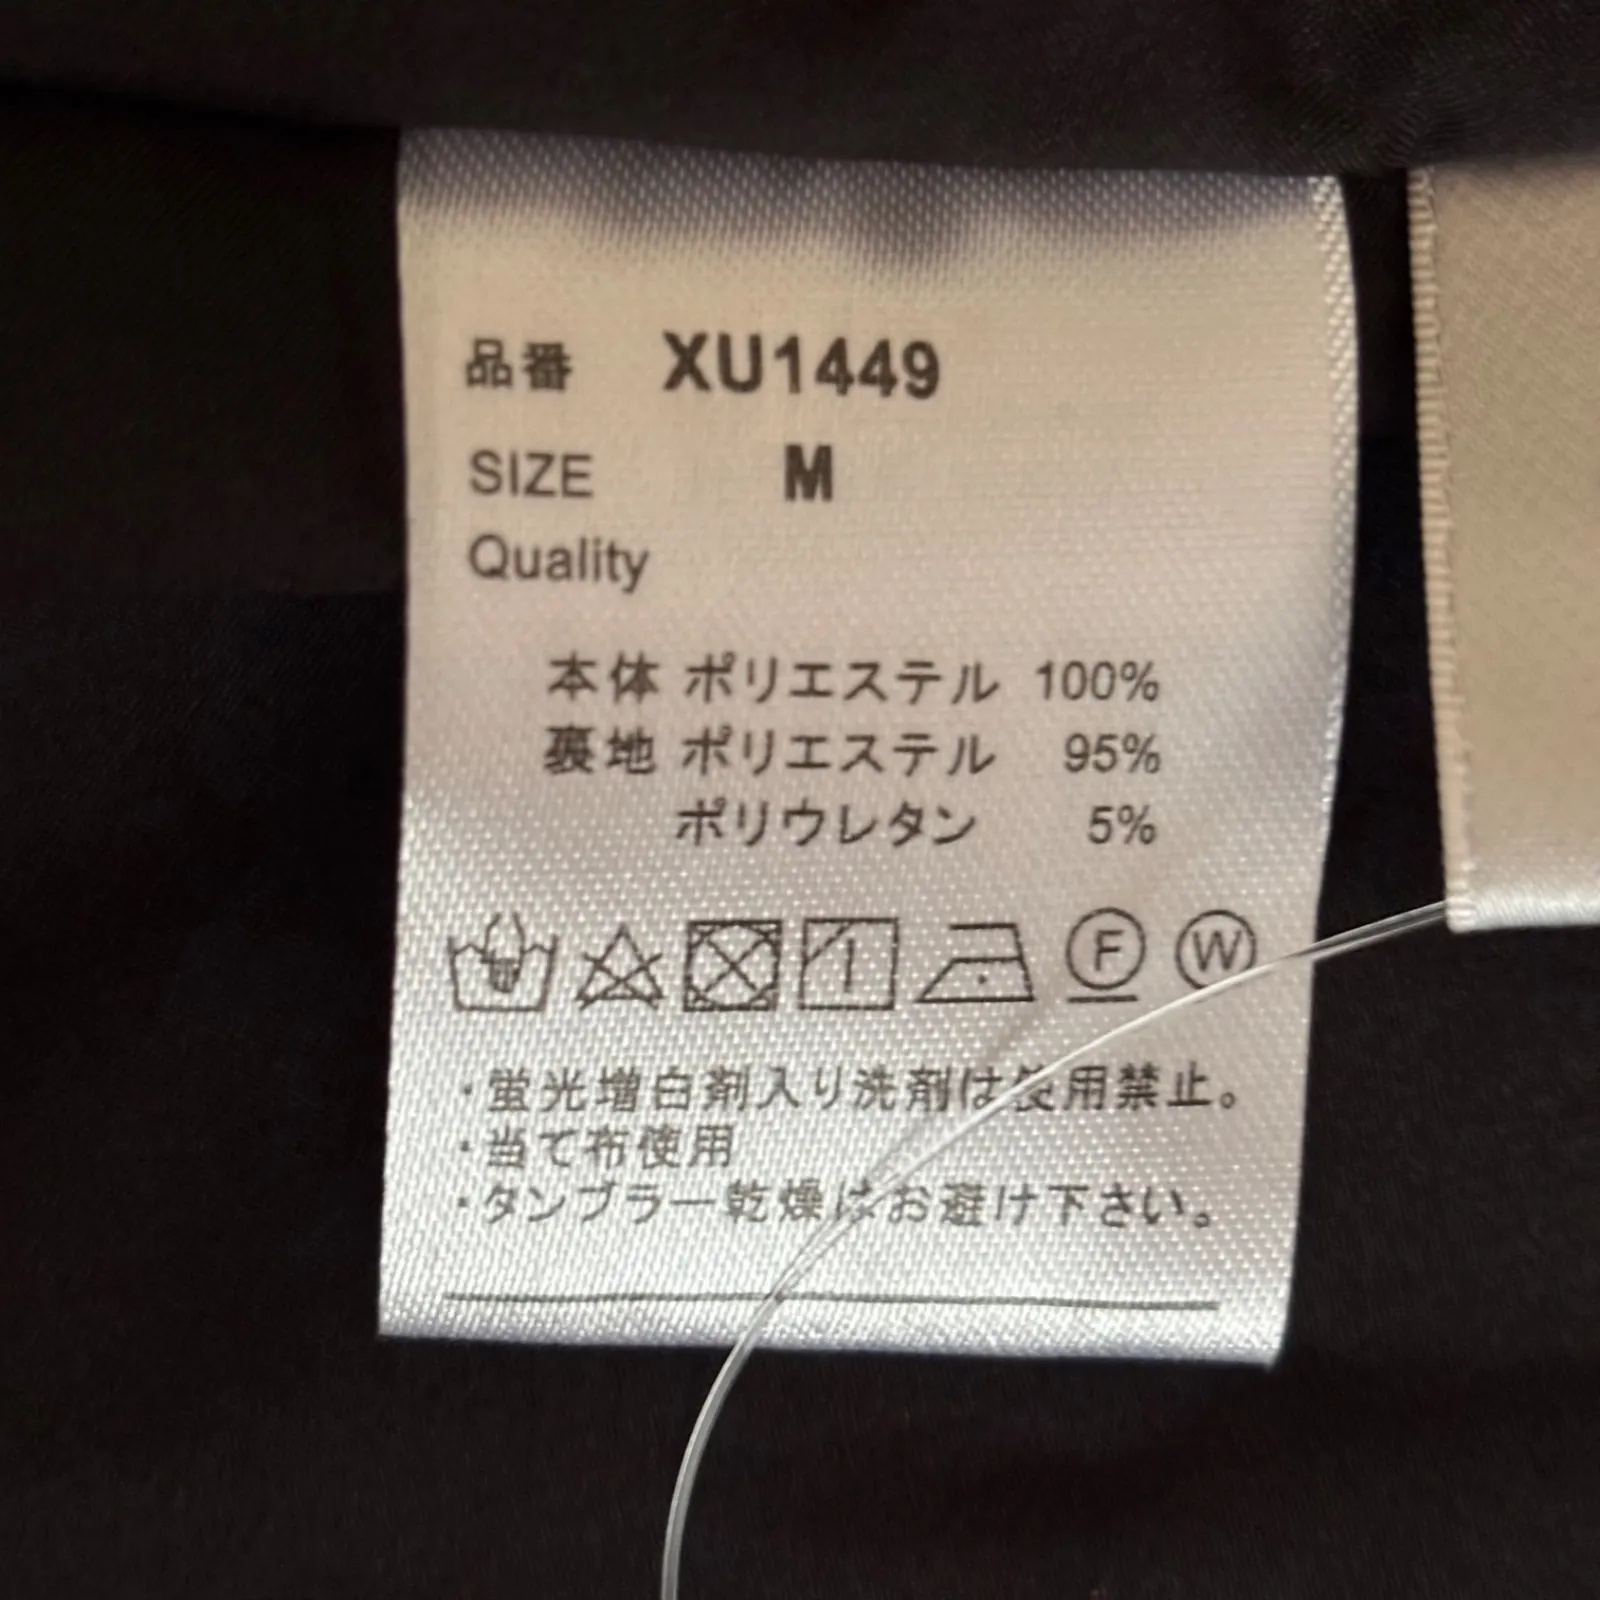 品番 XU1449
SIZE M
Quality
本体 ポリエステル 100%
裏地 ポリエステル 95%
ポリウレタン 5%
F W
・蛍光増白剤入り洗剤は使用禁止。
・当て布使用
・タンブラー乾燥はお避け下さい。